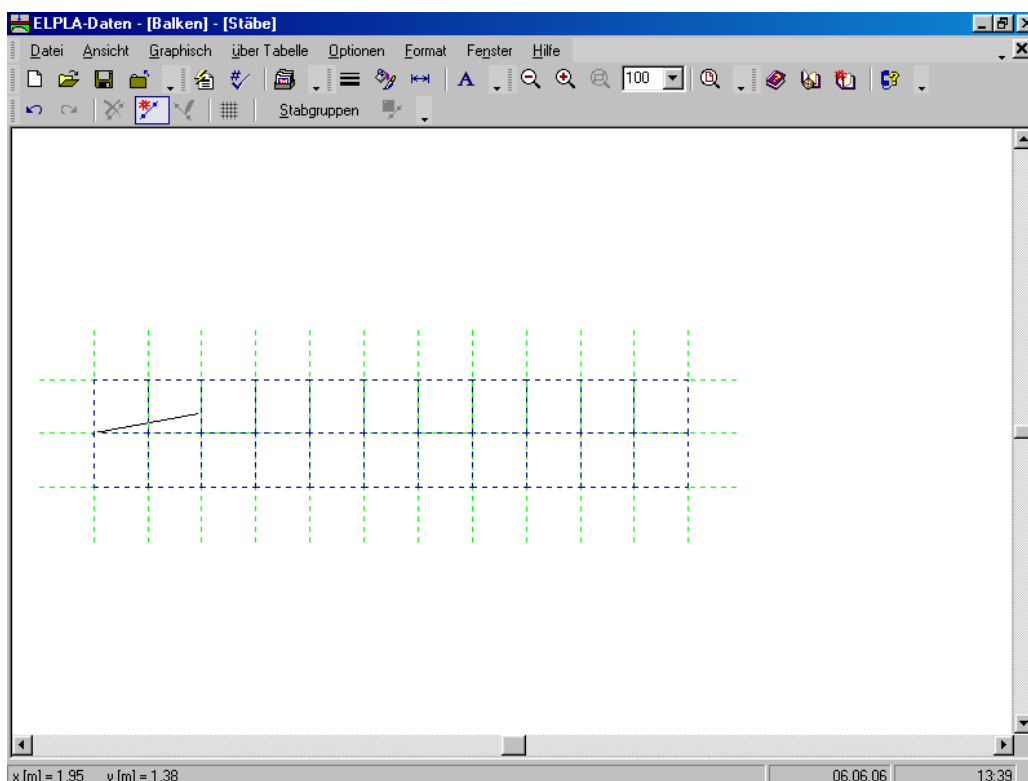 ELPLA-Daten - [Balken] - [Stäbe]
Datei Ansicht Graphisch über Tabelle Optionen Format Fenster Hilfe
A 100
Stabgruppen
x [m] = 1.95 y [m] = 1.38 06.06.06 13:39